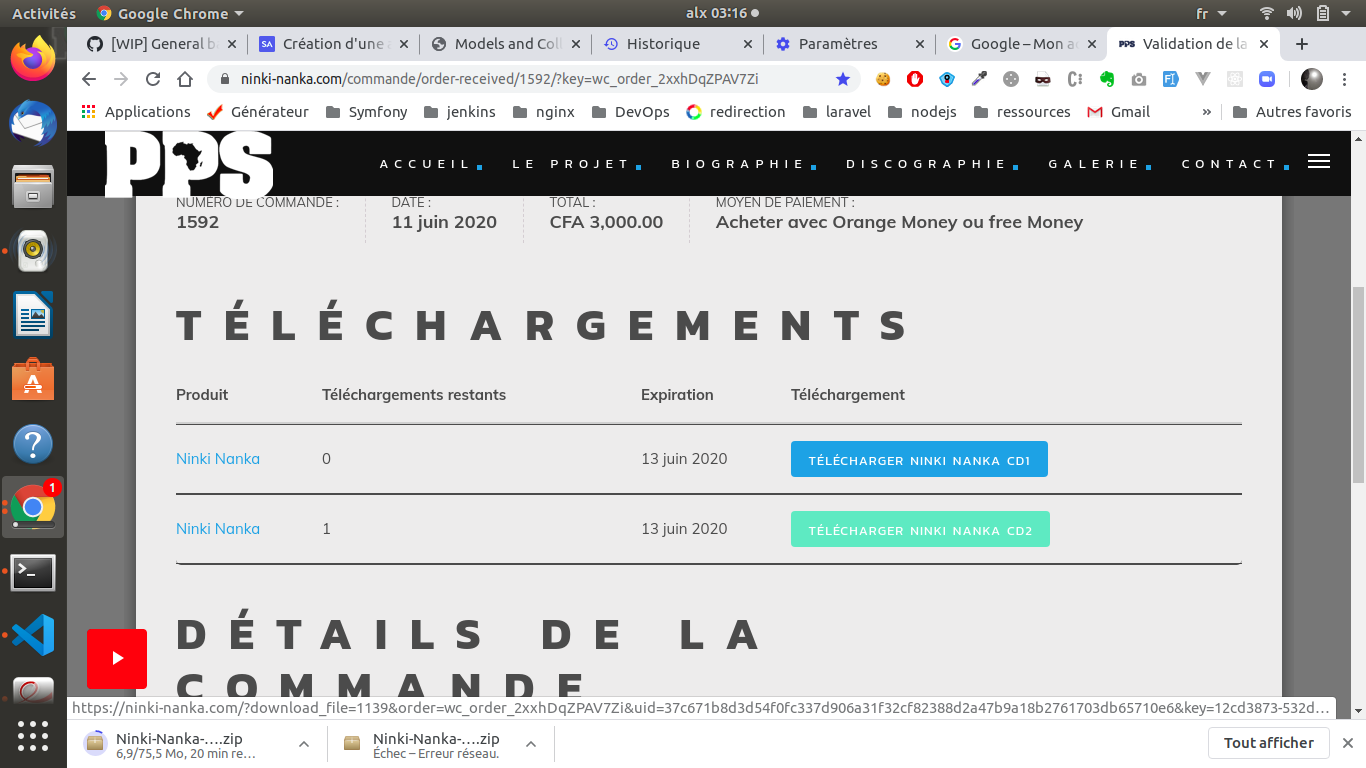 Activités Google Chrome alx 03:16 fr
[WIP] General b Création d'une Models and Coll Historique Paramètres Google – Mon ac PPS Validation de la
ninki-nanka.com/commande/order-received/1592/?key=wc_order_2xxhDqZPAV7Zi
Applications Générateur Symfony jenkins nginx DevOps redirection laravel nodejs ressources Gmail » Autres favoris
PPS ACCUEIL LE PROJET BIOGRAPHIE DISCOGRAPHIE GALERIE CONTACT
NUMÉRO DE COMMANDE : DATE : TOTAL : MOYEN DE PAIEMENT :
1592 11 juin 2020 CFA 3,000.00 Acheter avec Orange Money ou free Money
TÉLÉCHARGEMENTS
Produit Téléchargements restants Expiration Téléchargement
Ninki Nanka 0 13 juin 2020 TÉLÉCHARGER NINKI NANKA CD1
Ninki Nanka 1 13 juin 2020 TÉLÉCHARGER NINKI NANKA CD2
DÉTAILS DE LA
COMMANDE
https://ninki-nanka.com/?download_file=1139&order=wc_order_2xxhDqZPAV7Zi&uid=37c671b8d3d54f0fc337d906a31f32cf82388d2a47b9a18b2761703db65710e6&key=12cd3873-532d…
Ninki-Nanka-….zip Ninki-Nanka-….zip Tout afficher
6,9/75,5 Mo, 20 min re… Échec – Erreur réseau.